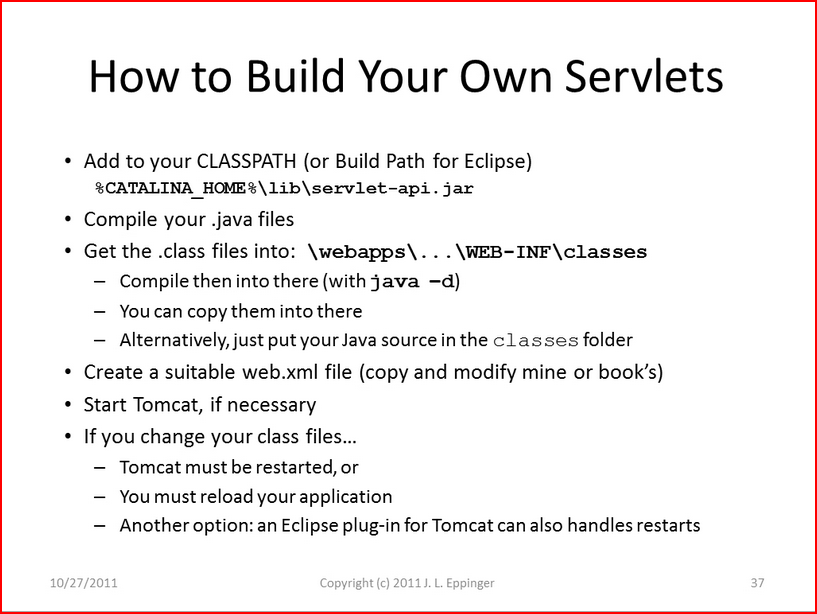 How to Build Your Own Servlets
• Add to your CLASSPATH (or Build Path for Eclipse)
%CATALINA_HOME%\lib\servlet-api.jar
• Compile your .java files
• Get the .class files into: \webapps\...\WEB-INF\classes
– Compile then into there (with java –d)
– You can copy them into there
– Alternatively, just put your Java source in the classes folder
• Create a suitable web.xml file (copy and modify mine or book’s)
• Start Tomcat, if necessary
• If you change your class files…
– Tomcat must be restarted, or
– You must reload your application
– Another option: an Eclipse plug-in for Tomcat can also handles restarts
10/27/2011 Copyright (c) 2011 J. L. Eppinger 37